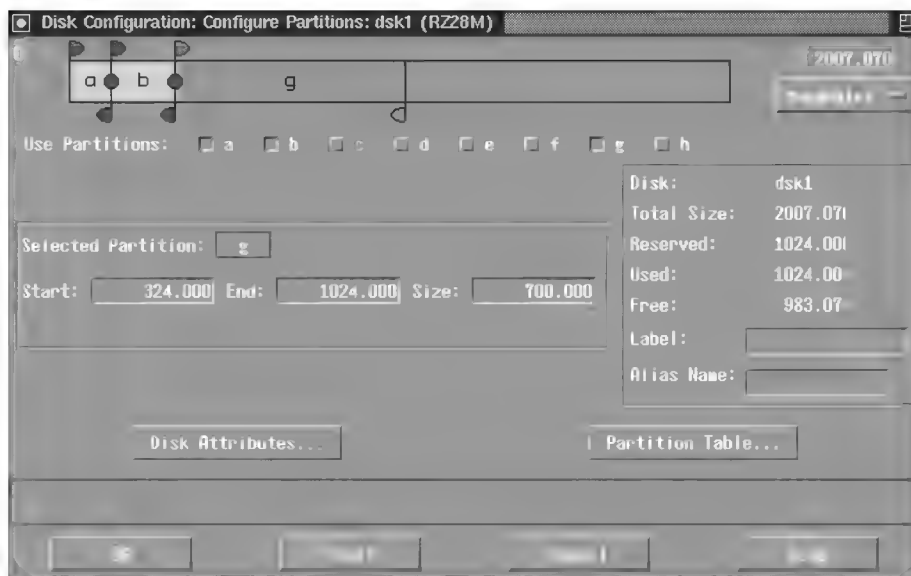 Disk Configuration: Configure Partitions: dsk1 (RZ28M)
2007.070
a b g
Use Partitions: a b c d e f g h
Disk: dsk1
Total Size: 2007.070
Reserved: 1024.00
Used: 1024.00
Free: 983.07
Label:
Alias Name:
Selected Partition: g
Start: 324.000 End: 1024.000 Size: 700.000
Disk Attributes...
Partition Table...